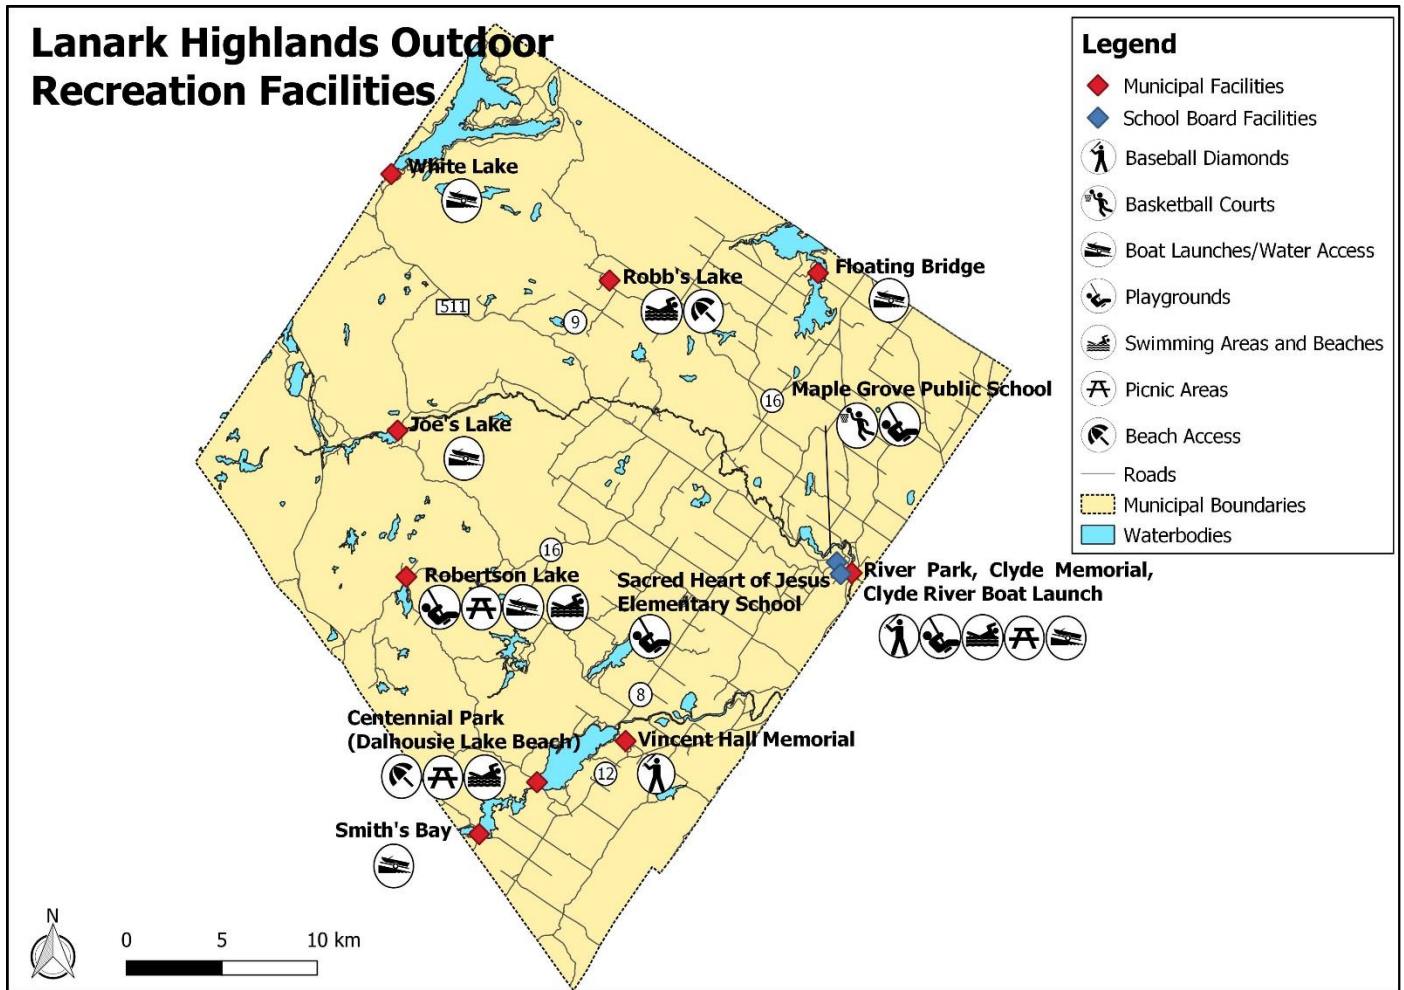 Lanark Highlands Outdoor
Recreation Facilities
Legend
Municipal Facilities
School Board Facilities
Baseball Diamonds
Basketball Courts
Boat Launches/Water Access
Playgrounds
Swimming Areas and Beaches
Picnic Areas
Beach Access
Roads
Municipal Boundaries
Waterbodies
White Lake
Robb's Lake
Floating Bridge
511
9
16
Maple Grove Public School
Joe's Lake
16
Robertson Lake
Sacred Heart of Jesus
Elementary School
River Park, Clyde Memorial,
Clyde River Boat Launch
8
Centennial Park
(Dalhousie Lake Beach)
Vincent Hall Memorial
12
Smith's Bay
N
0 5 10 km